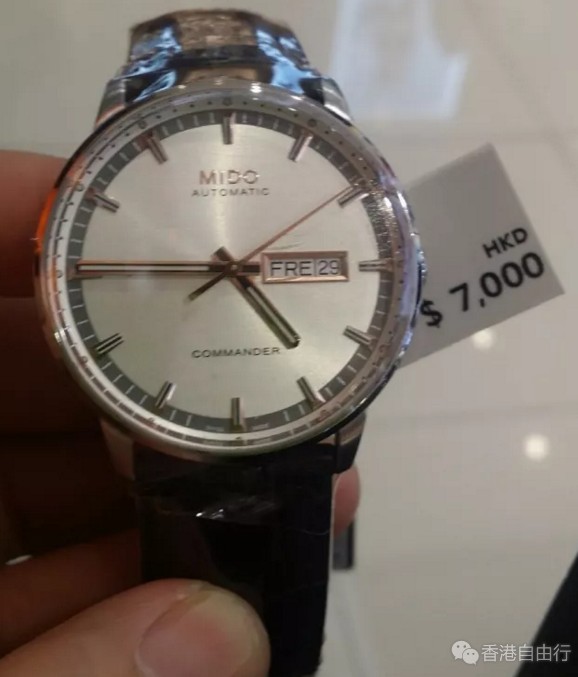 MIDO
AUTOMATIC
FRE 29
COMMANDER
HKD
$ 7,000
香港自由行